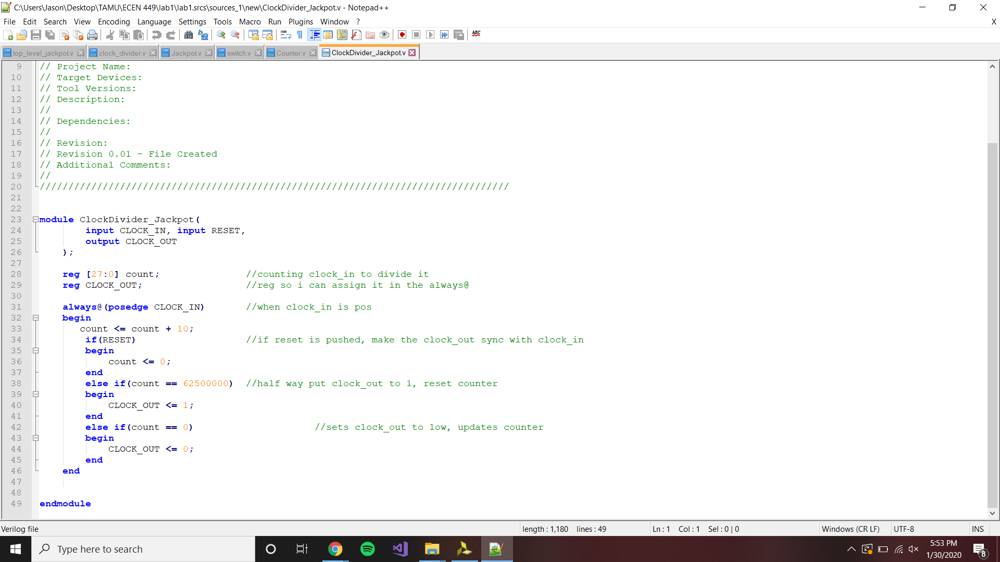 C:\Users\Jason\Desktop\TAMU\ECEN 449\lab1\lab1.srcs\sources_1\new\ClockDivider_Jackpot.v - Notepad++
File Edit Search View Encoding Language Settings Tools Macro Run Plugins Window ? X
ABC
top_level_jackpot.v clock_divider.v Jackpot.v switch.v Counter.v ClockDivider_Jackpot.v
9 // Project Name:
10 // Target Devices:
11 // Tool Versions:
12 // Description:
13 //
14 // Dependencies:
15 //
16 // Revision:
17 // Revision 0.01 - File Created
18 // Additional Comments:
19 //
20 //////////////////////////////////////////////////////////////////////////////////
21
22
23 module ClockDivider_Jackpot(
24 input CLOCK_IN, input RESET,
25 output CLOCK_OUT
26 );
27
28 reg [27:0] count; //counting clock_in to divide it
29 reg CLOCK_OUT; //reg so i can assign it in the always@
30
31 always@(posedge CLOCK_IN) //when clock_in is pos
32 begin
33 count <= count + 10;
34 if(RESET) //if reset is pushed, make the clock_out sync with clock_in
35 begin
36 count <= 0;
37 end
38 else if(count == 62500000) //half way put clock_out to 1, reset counter
39 begin
40 CLOCK_OUT <= 1;
41 end
42 else if(count == 0) //sets clock_out to low, updates counter
43 begin
44 CLOCK_OUT <= 0;
45 end
46 end
47
48
49 endmodule
Verilog file length : 1,180 lines : 49 Ln : 1 Col : 1 Sel : 0 | 0 Windows (CR LF) UTF-8 INS
Type here to search 5:53 PM
1/30/2020 8